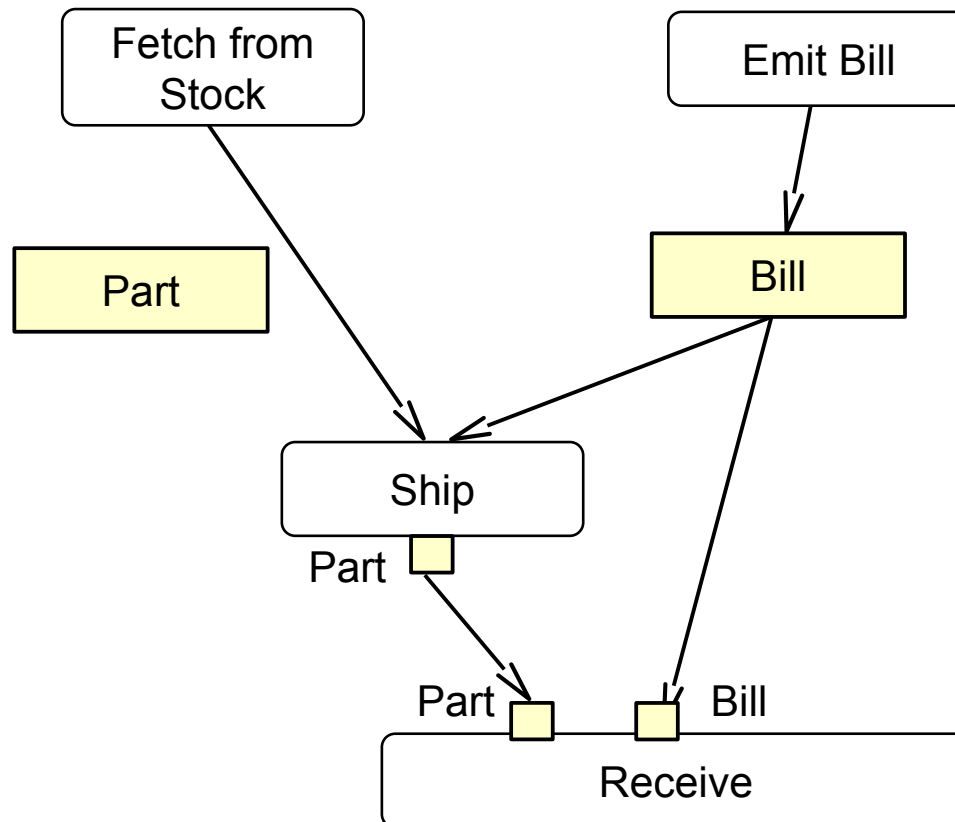 Fetch from
Stock
Emit Bill
Part
Bill
Ship
Part
Part
Bill
Receive